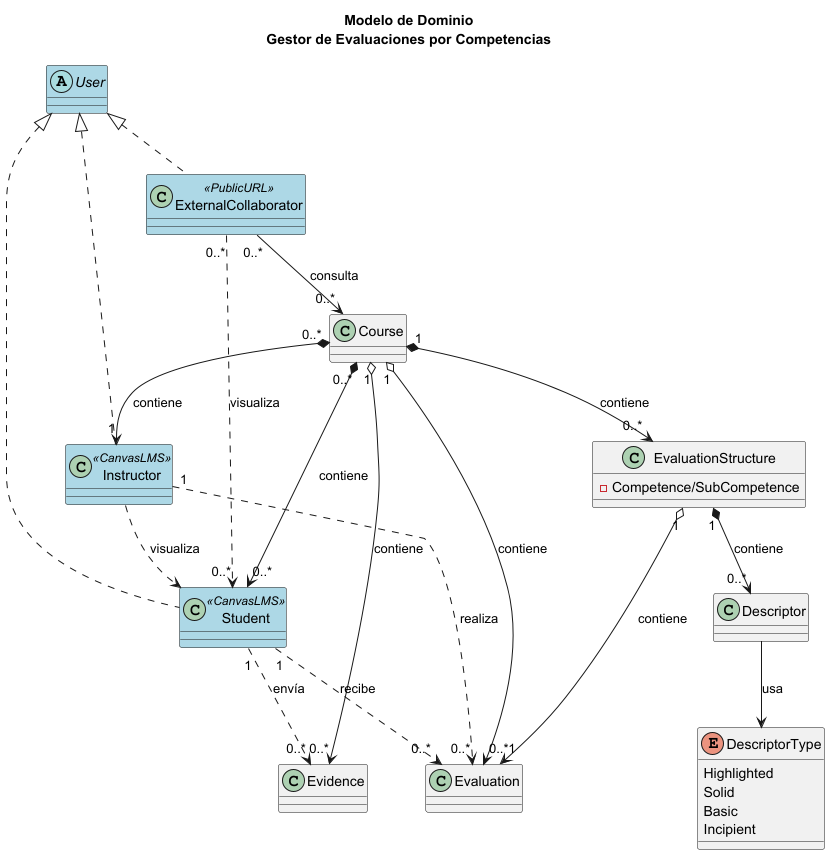 Modelo de Dominio
Gestor de Evaluaciones por Competencias
A User
C «PublicURL»
ExternalCollaborator
0..* 0..*
consulta
0..*
C Course
0..* 1
0..* 1 1
contiene
visualiza
contiene
0..*
1
C «CanvasLMS»
Instructor
C EvaluationStructure
Competence/SubCompetence
contiene
1
1 1
visualiza
contiene
contiene
contiene
0..* 0..*
0..*
C «CanvasLMS»
Student
C Descriptor
realiza
contiene
1 1
envía
recibe
usa
0..* 0..*
0..* 0..* 0..* 1
C Evidence
C Evaluation
E DescriptorType
Highlighted
Solid
Basic
Incipient